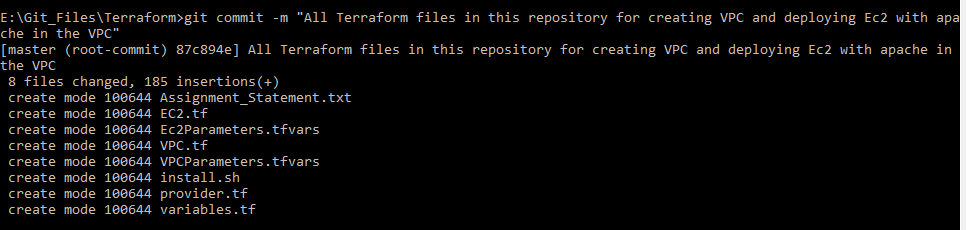 E:\Git_Files\Terraform>git commit -m "All Terraform files in this repository for creating VPC and deploying Ec2 with apa
che in the VPC"
[master (root-commit) 87c894e] All Terraform files in this repository for creating VPC and deploying Ec2 with apache in
the VPC
 8 files changed, 185 insertions(+)
 create mode 100644 Assignment_Statement.txt
 create mode 100644 EC2.tf
 create mode 100644 Ec2Parameters.tfvars
 create mode 100644 VPC.tf
 create mode 100644 VPCParameters.tfvars
 create mode 100644 install.sh
 create mode 100644 provider.tf
 create mode 100644 variables.tf